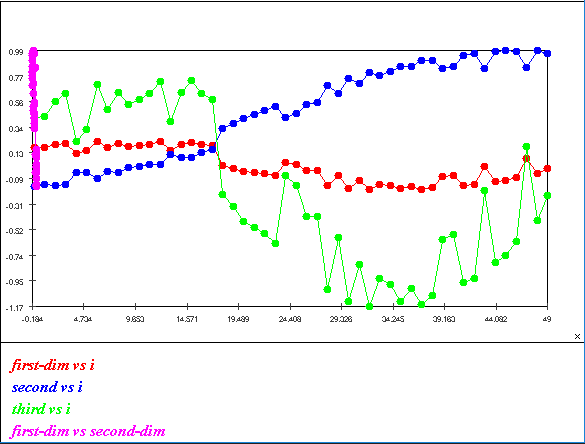 0.99
0.77
0.56
0.34
0.13
-0.09
-0.31
-0.52
-0.74
-0.95
-1.17
-0.184 4.734 9.653 14.571 19.489 24.408 29.326 34.245 39.163 44.082 49
x
first-dim vs i
second vs i
third vs i
first-dim vs second-dim